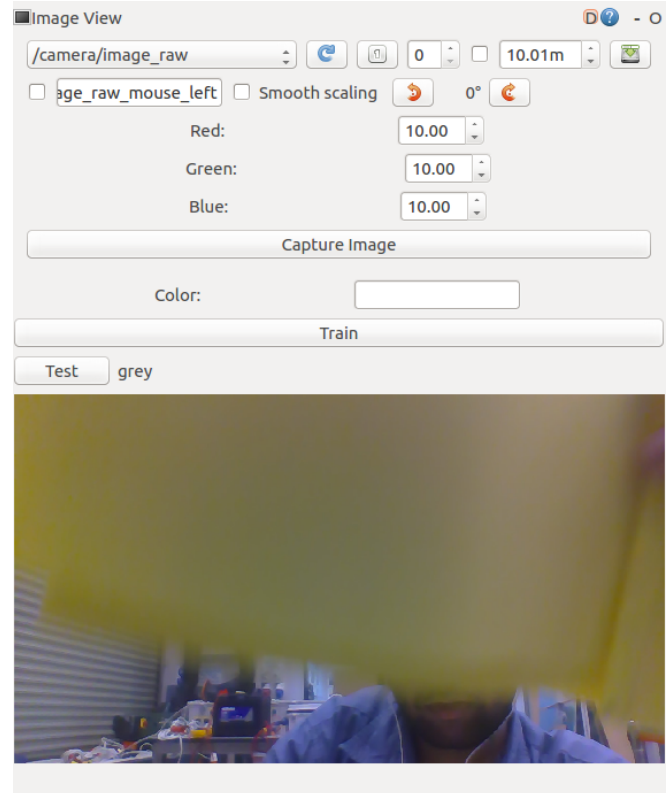 Image View D ? - O
/camera/image_raw 0 10.01m
age_raw_mouse_left Smooth scaling 0°
Red: 10.00
Green: 10.00
Blue: 10.00
Capture Image
Color:
Train
Test grey